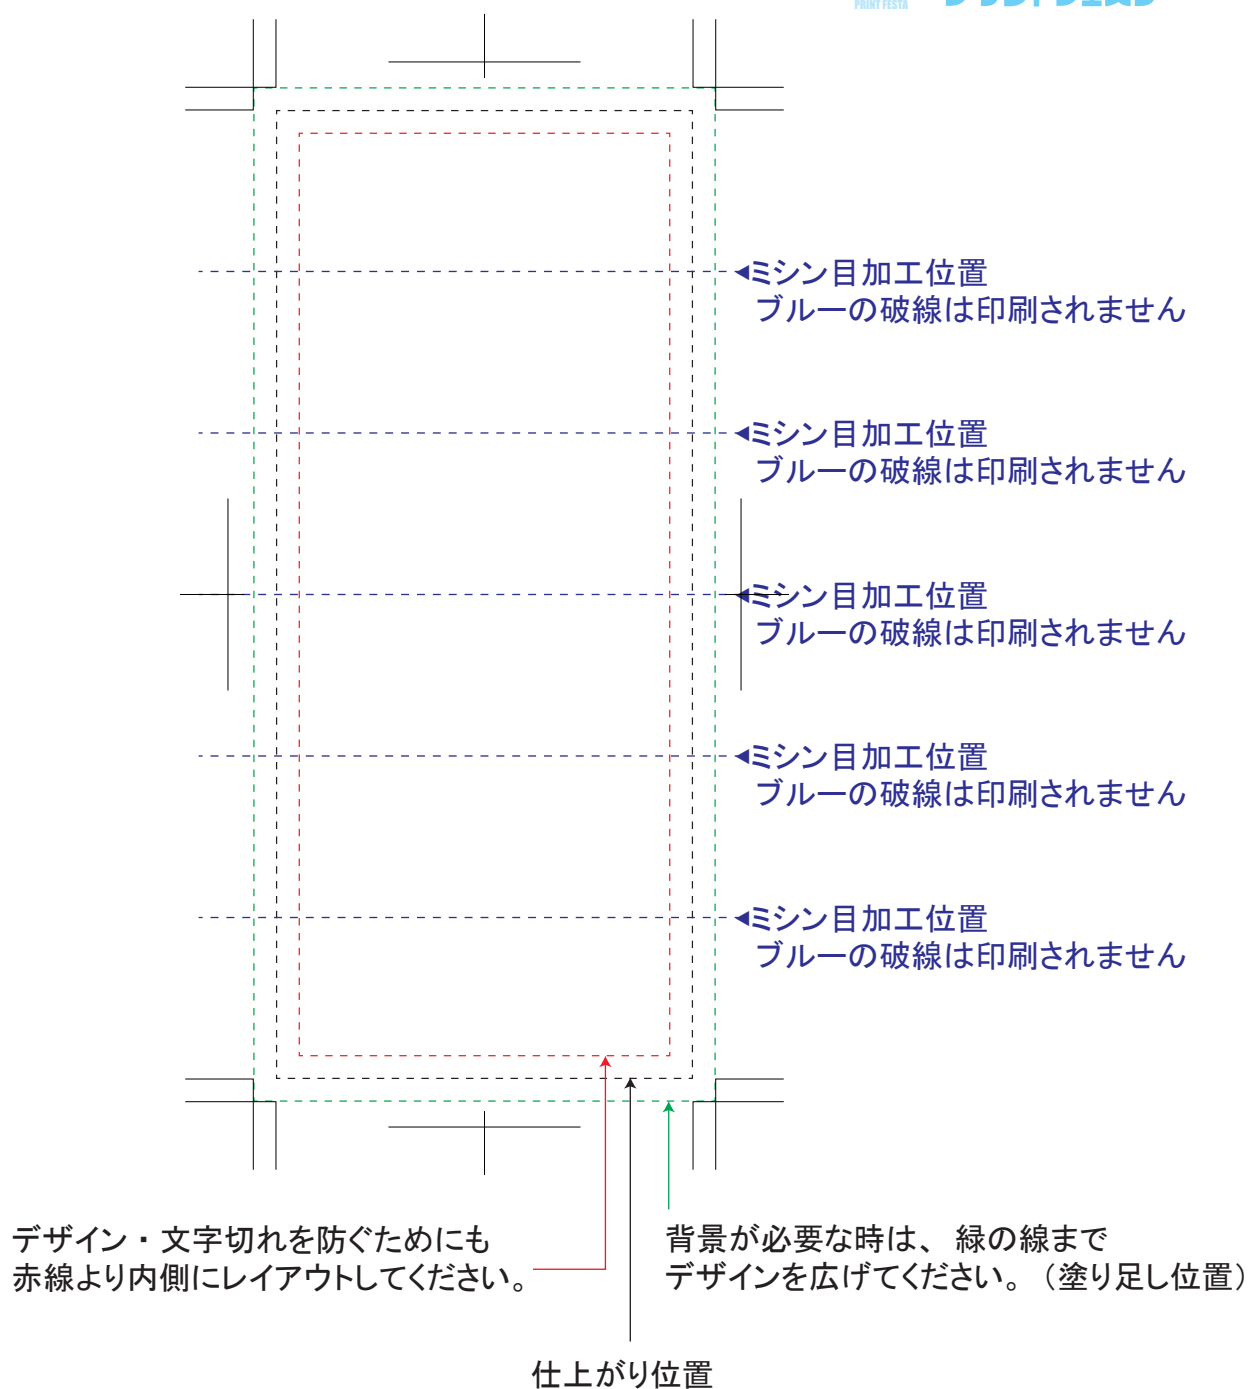 PRINT FESTA
◀ミシン目加工位置
ブルーの破線は印刷されません
◀ミシン目加工位置
ブルーの破線は印刷されません
◀ミシン目加工位置
ブルーの破線は印刷されません
◀ミシン目加工位置
ブルーの破線は印刷されません
◀ミシン目加工位置
ブルーの破線は印刷されません
デザイン・文字切れを防ぐためにも
赤線より内側にレイアウトしてください。
背景が必要な時は、緑の線まで
デザインを広げてください。（塗り足し位置）
仕上がり位置